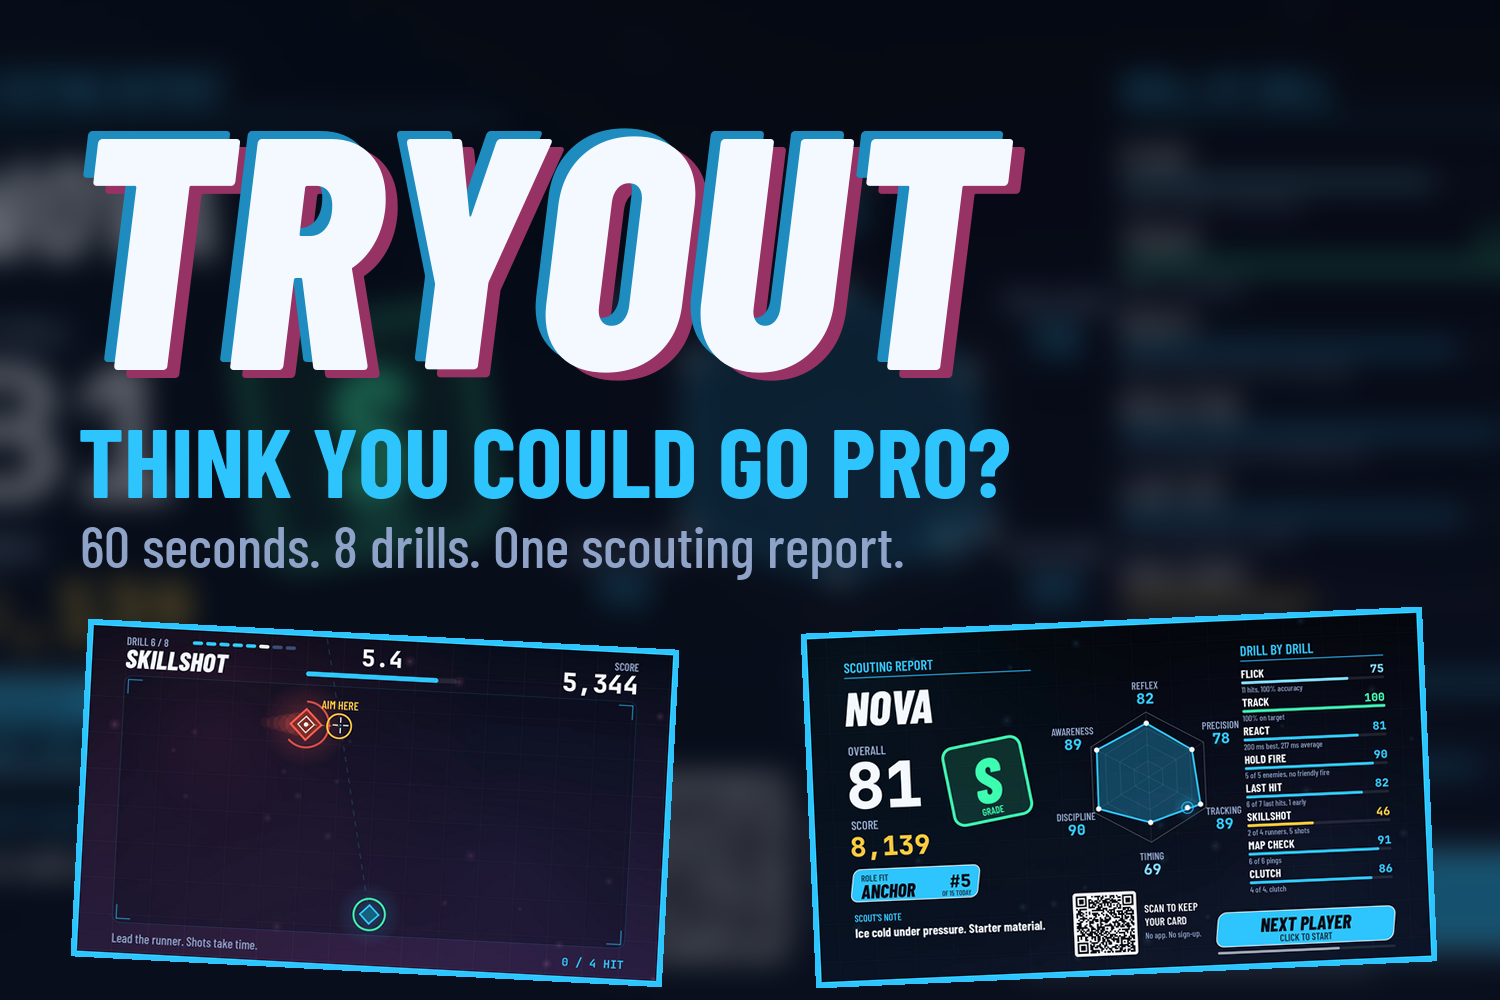 TRYOUT
THINK YOU COULD GO PRO?
60 seconds. 8 drills. One scouting report.
DRILL 6 / 8
SKILLSHOT
5.4
SCORE
5,344
AIM HERE
Lead the runner. Shots take time.
0 / 4 HIT
SCOUTING REPORT
NOVA
OVERALL
81
S
GRADE
SCORE
8,139
ROLE FIT
ANCHOR
#5
OF 15 TODAY
SCOUT'S NOTE
Ice cold under pressure. Starter material.
REFLEX
82
PRECISION
78
TRACKING
89
TIMING
69
DISCIPLINE
90
AWARENESS
89
SCAN TO KEEP
YOUR CARD
No app. No sign-up.
DRILL BY DRILL
FLICK 75
11 hits, 100% accuracy
TRACK 100
100% on target
REACT 81
200 ms best, 217 ms average
HOLD FIRE 90
5 of 5 enemies, no friendly fire
LAST HIT 82
6 of 7 last hits, 1 early
SKILLSHOT 46
2 of 4 runners, 5 shots
MAP CHECK 91
6 of 6 pings
CLUTCH 86
4 of 4, clutch
NEXT PLAYER
CLICK TO START